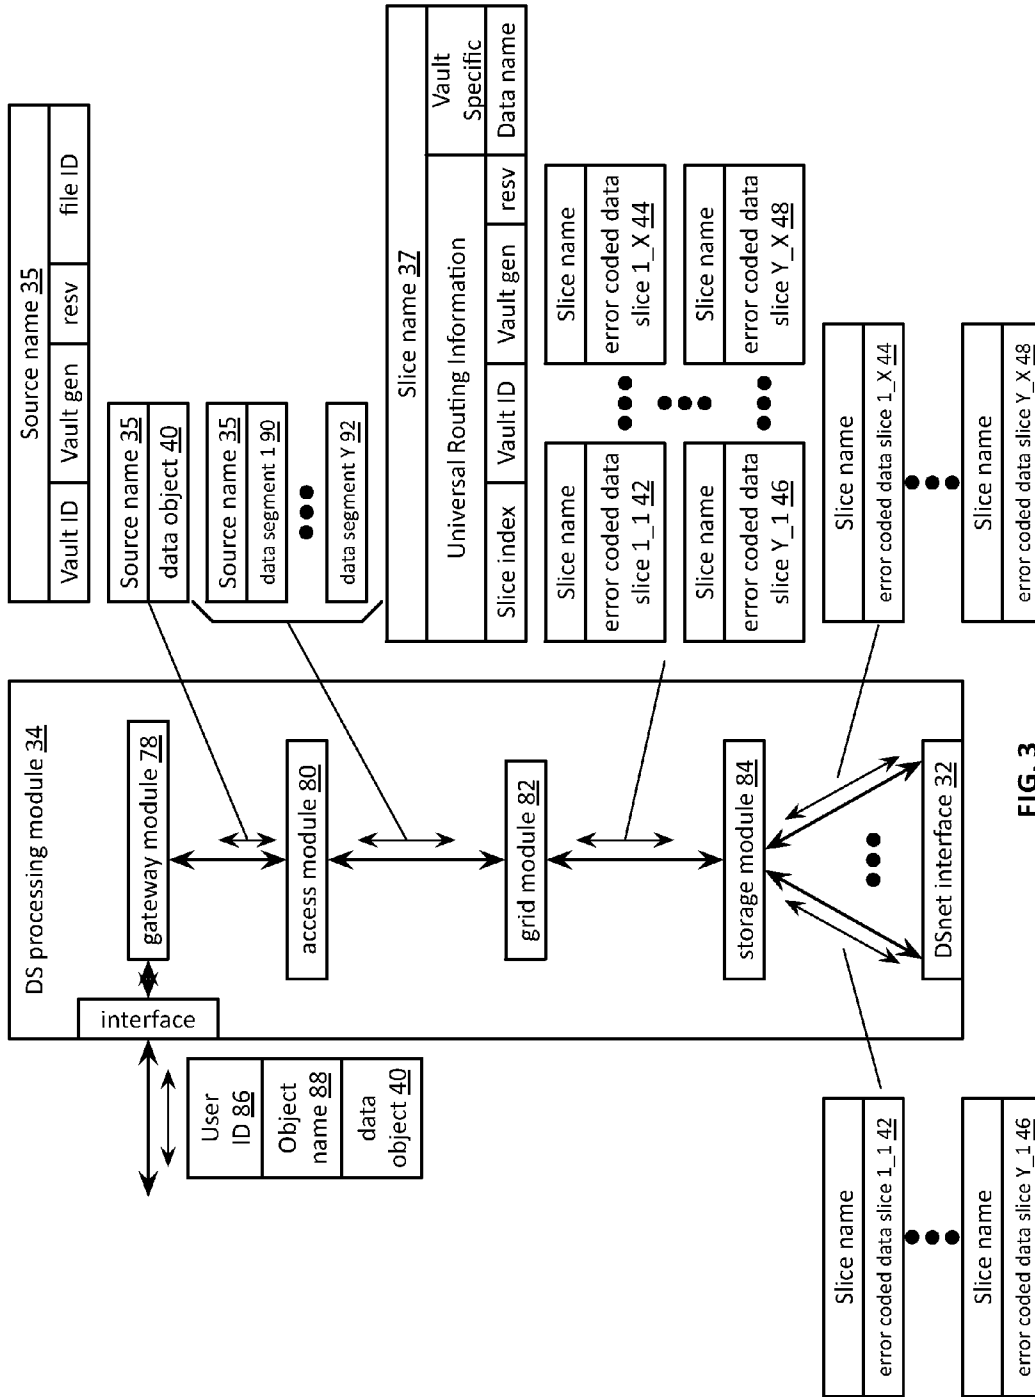 DS processing module 34
interface
gateway module 78
access module 80
grid module 82
storage module 84
DSnet interface 32
User
ID 86
Object
name 88
data
object 40
Source name 35
Vault ID
Vault gen
resv
file ID
Source name 35
data object 40
Source name 35
data segment 1 90
data segment Y 92
Slice name 37
Universal Routing Information
Vault
Specific
Slice index
Vault ID
Vault gen
resv
Data name
Slice name
error coded data
slice 1_1 42
Slice name
error coded data
slice 1_X 44
Slice name
error coded data
slice Y_1 46
Slice name
error coded data
slice Y_X 48
Slice name
error coded data slice 1_1 42
Slice name
error coded data slice Y_1 46
Slice name
error coded data slice 1_X 44
Slice name
error coded data slice Y_X 48
FIG. 3